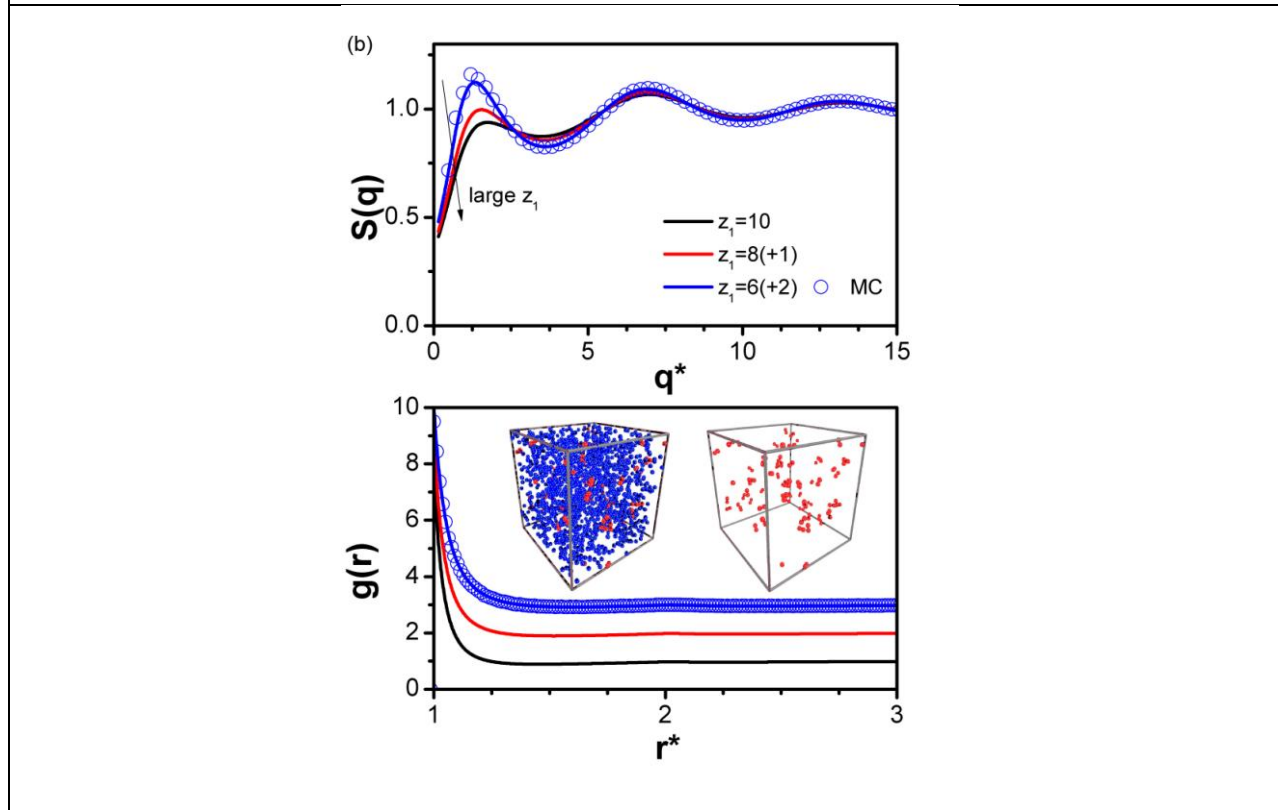 (b)
S(q)
1.0
0.5
0.0
large z₁
z₁=10
z₁=8(+1)
z₁=6(+2) MC
0 5 10 15
q*
g(r)
10
8
6
4
2
0
1 2 3
r*